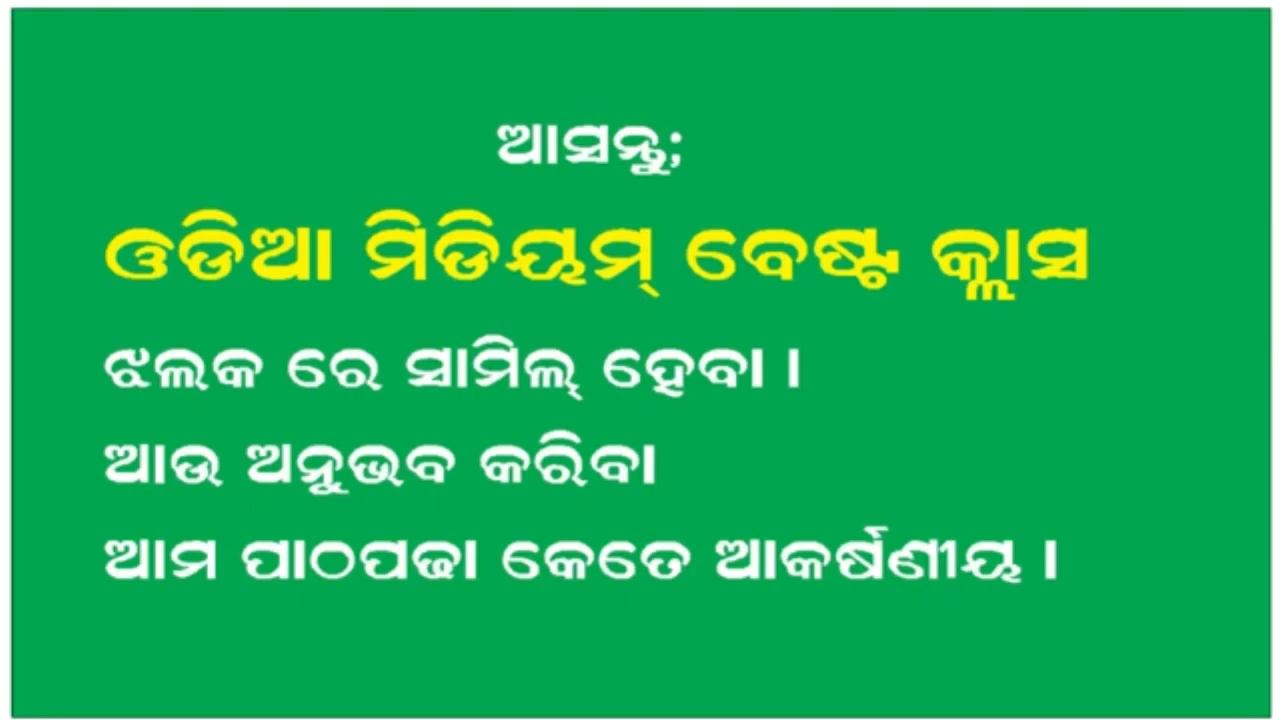 ଆସନ୍ତୁ;
ଓଡିଆ ମିଡିୟମ୍ ବେଷ୍ଟ କ୍ଲାସ
ଝଲକ ରେ ସାମିଲ୍ ହେବା ।
ଆଉ ଅନୁଭବ କରିବା
ଆମ ପାଠପଢା କେତେ ଆକର୍ଷଣୀୟ ।